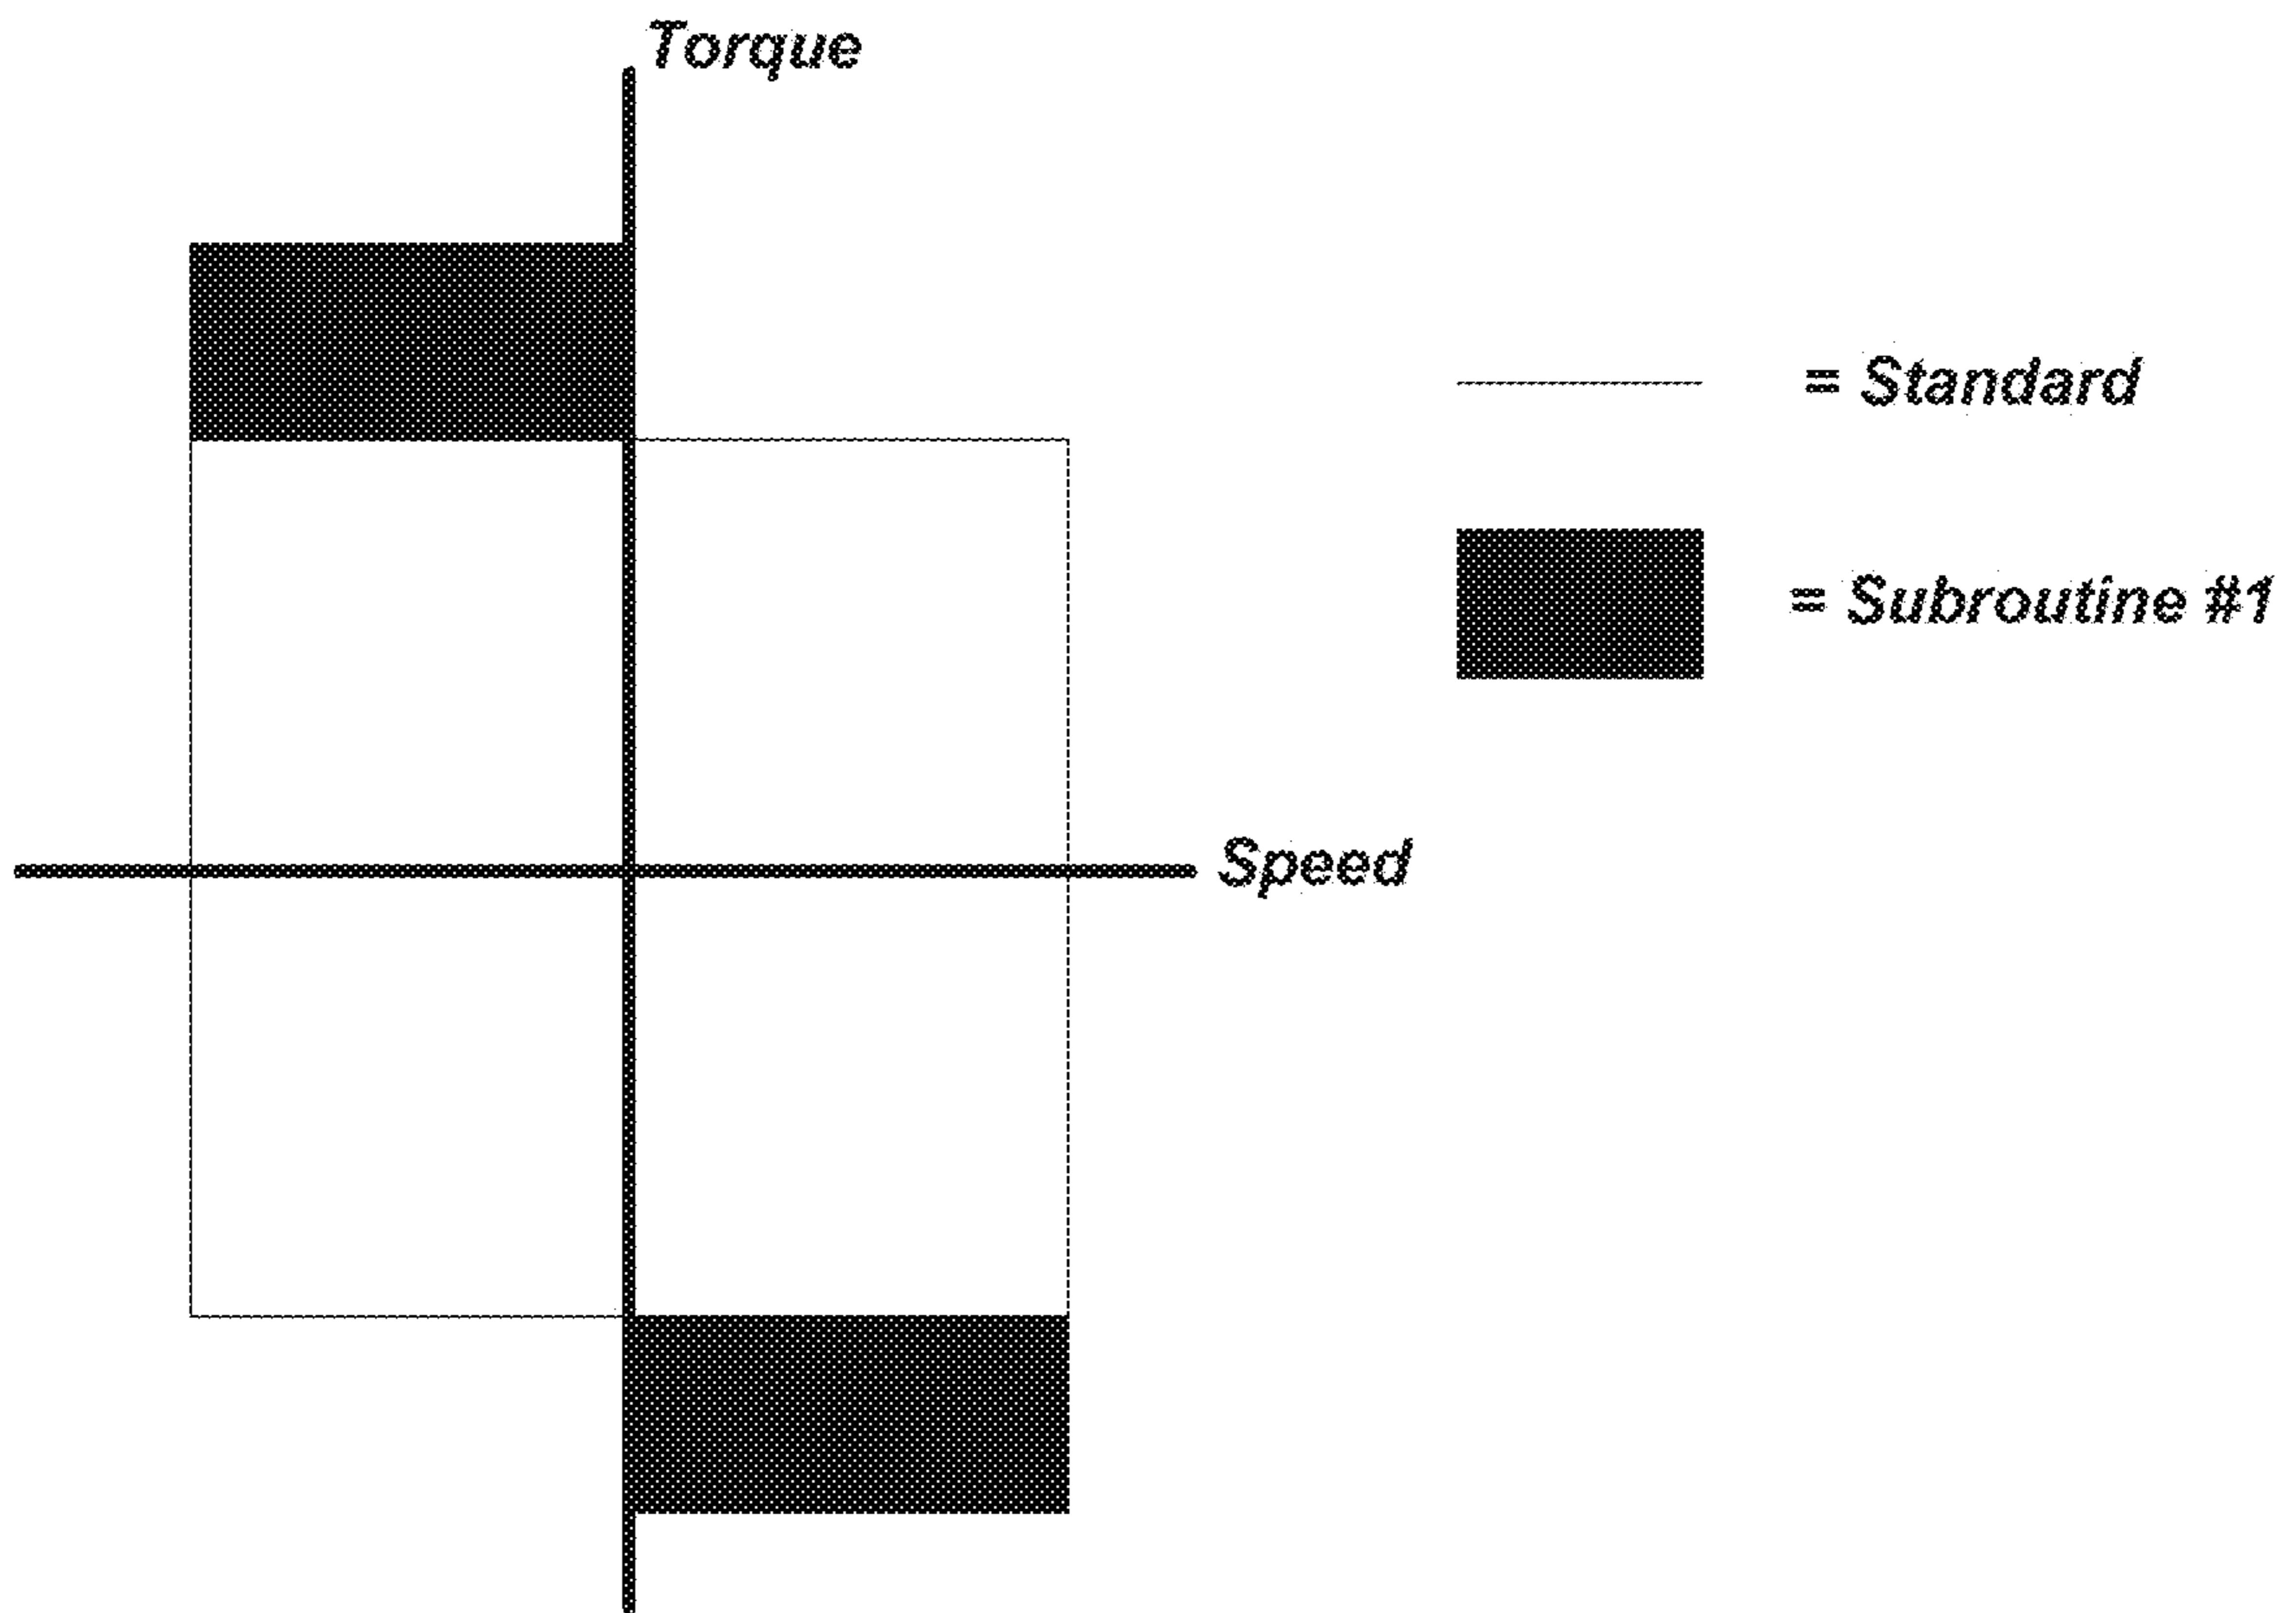 Torque
= Standard
= Subroutine #1
Speed